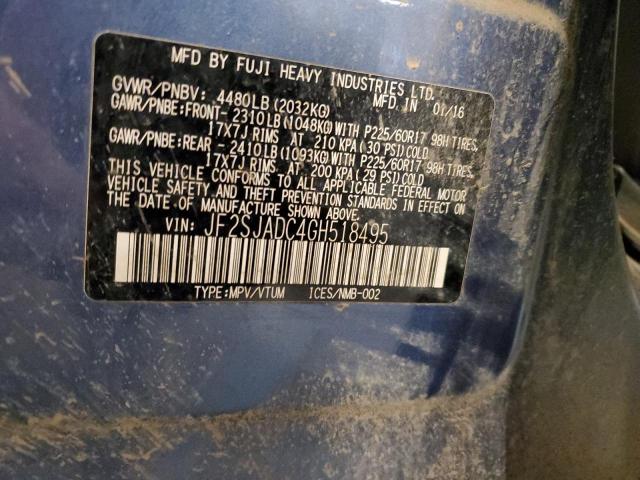 MFD BY FUJI HEAVY INDUSTRIES LTD.
GVWR/PNBV: 4480LB(2032KG) MFD.IN 01/16
GAWR/PNBE:FRONT- 2310LB(1048KG)WITH P225/60R17 98H TIRES,
17X7J RIMS AT 210 KPA(30 PSI)COLD
GAWR/PNBE:REAR - 2410LB(1093KG)WITH P225/60R17 98H TIRES,
17X7J RIMS AT 200 KPA(29 PSI)COLD
THIS VEHICLE CONFORMS TO ALL APPLICABLE FEDERAL MOTOR
VEHICLE SAFETY AND THEFT PREVENTION STANDARDS IN EFFECT ON
THE DATE OF MANUFACTURE SHOWN ABOVE.
VIN: JF2SJADC4GH518495
TYPE:MPV/VTUM ICES/NMB-002